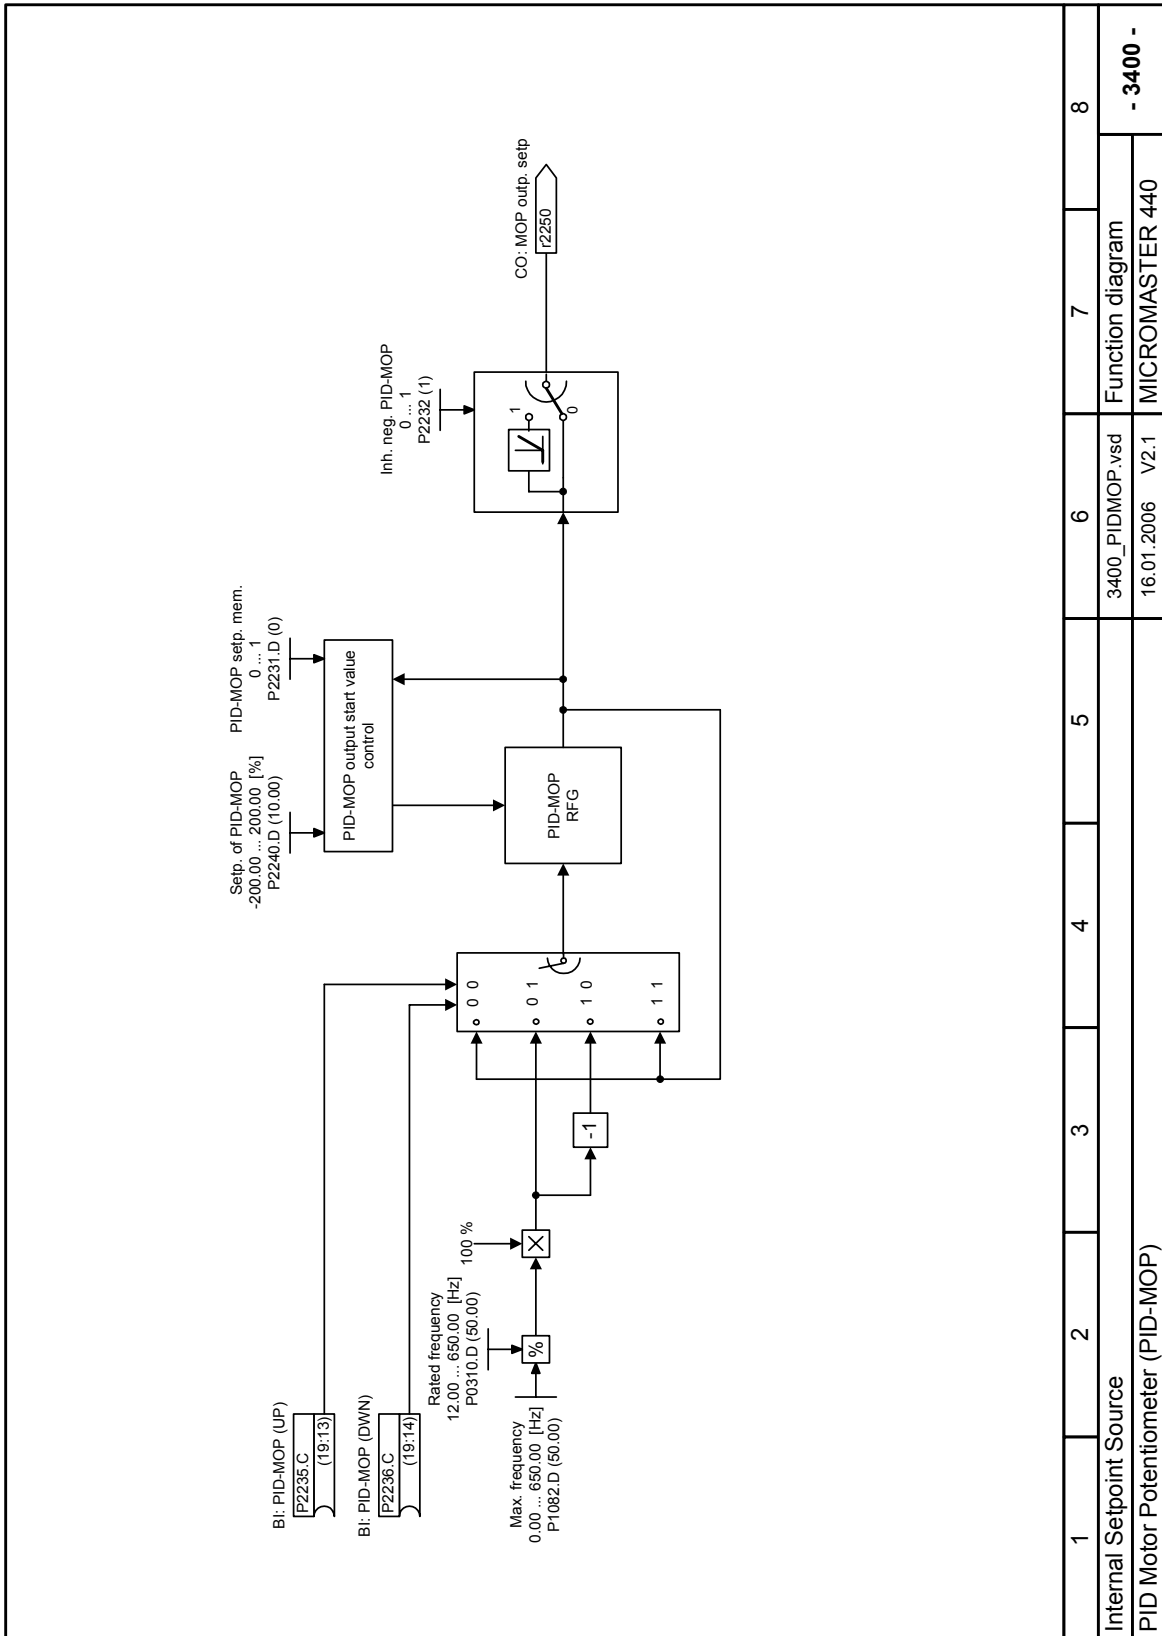 BI: PID-MOP (UP)
P2235.C
(19:13)
BI: PID-MOP (DWN)
P2236.C
(19:14)
Max. frequency
0.00 ... 650.00 [Hz]
P1082.D (50.00)
Rated frequency
12.00 ... 650.00 [Hz]
P0310.D (50.00)
%
100 %
X
-1
0 0
0 1
1 0
1 1
Setp. of PID-MOP
-200.00 ... 200.00 [%]
P2240.D (10.00)
PID-MOP setp. mem.
0 ... 1
P2231.D (0)
PID-MOP output start value
control
PID-MOP
RFG
Inh. neg. PID-MOP
0 ... 1
P2232 (1)
1
0
CO: MOP outp. setp
r2250
1 2 3 4 5 6 7 8
Internal Setpoint Source
3400_PIDMOP.vsd
Function diagram
- 3400 -
PID Motor Potentiometer (PID-MOP)
16.01.2006 V2.1
MICROMASTER 440